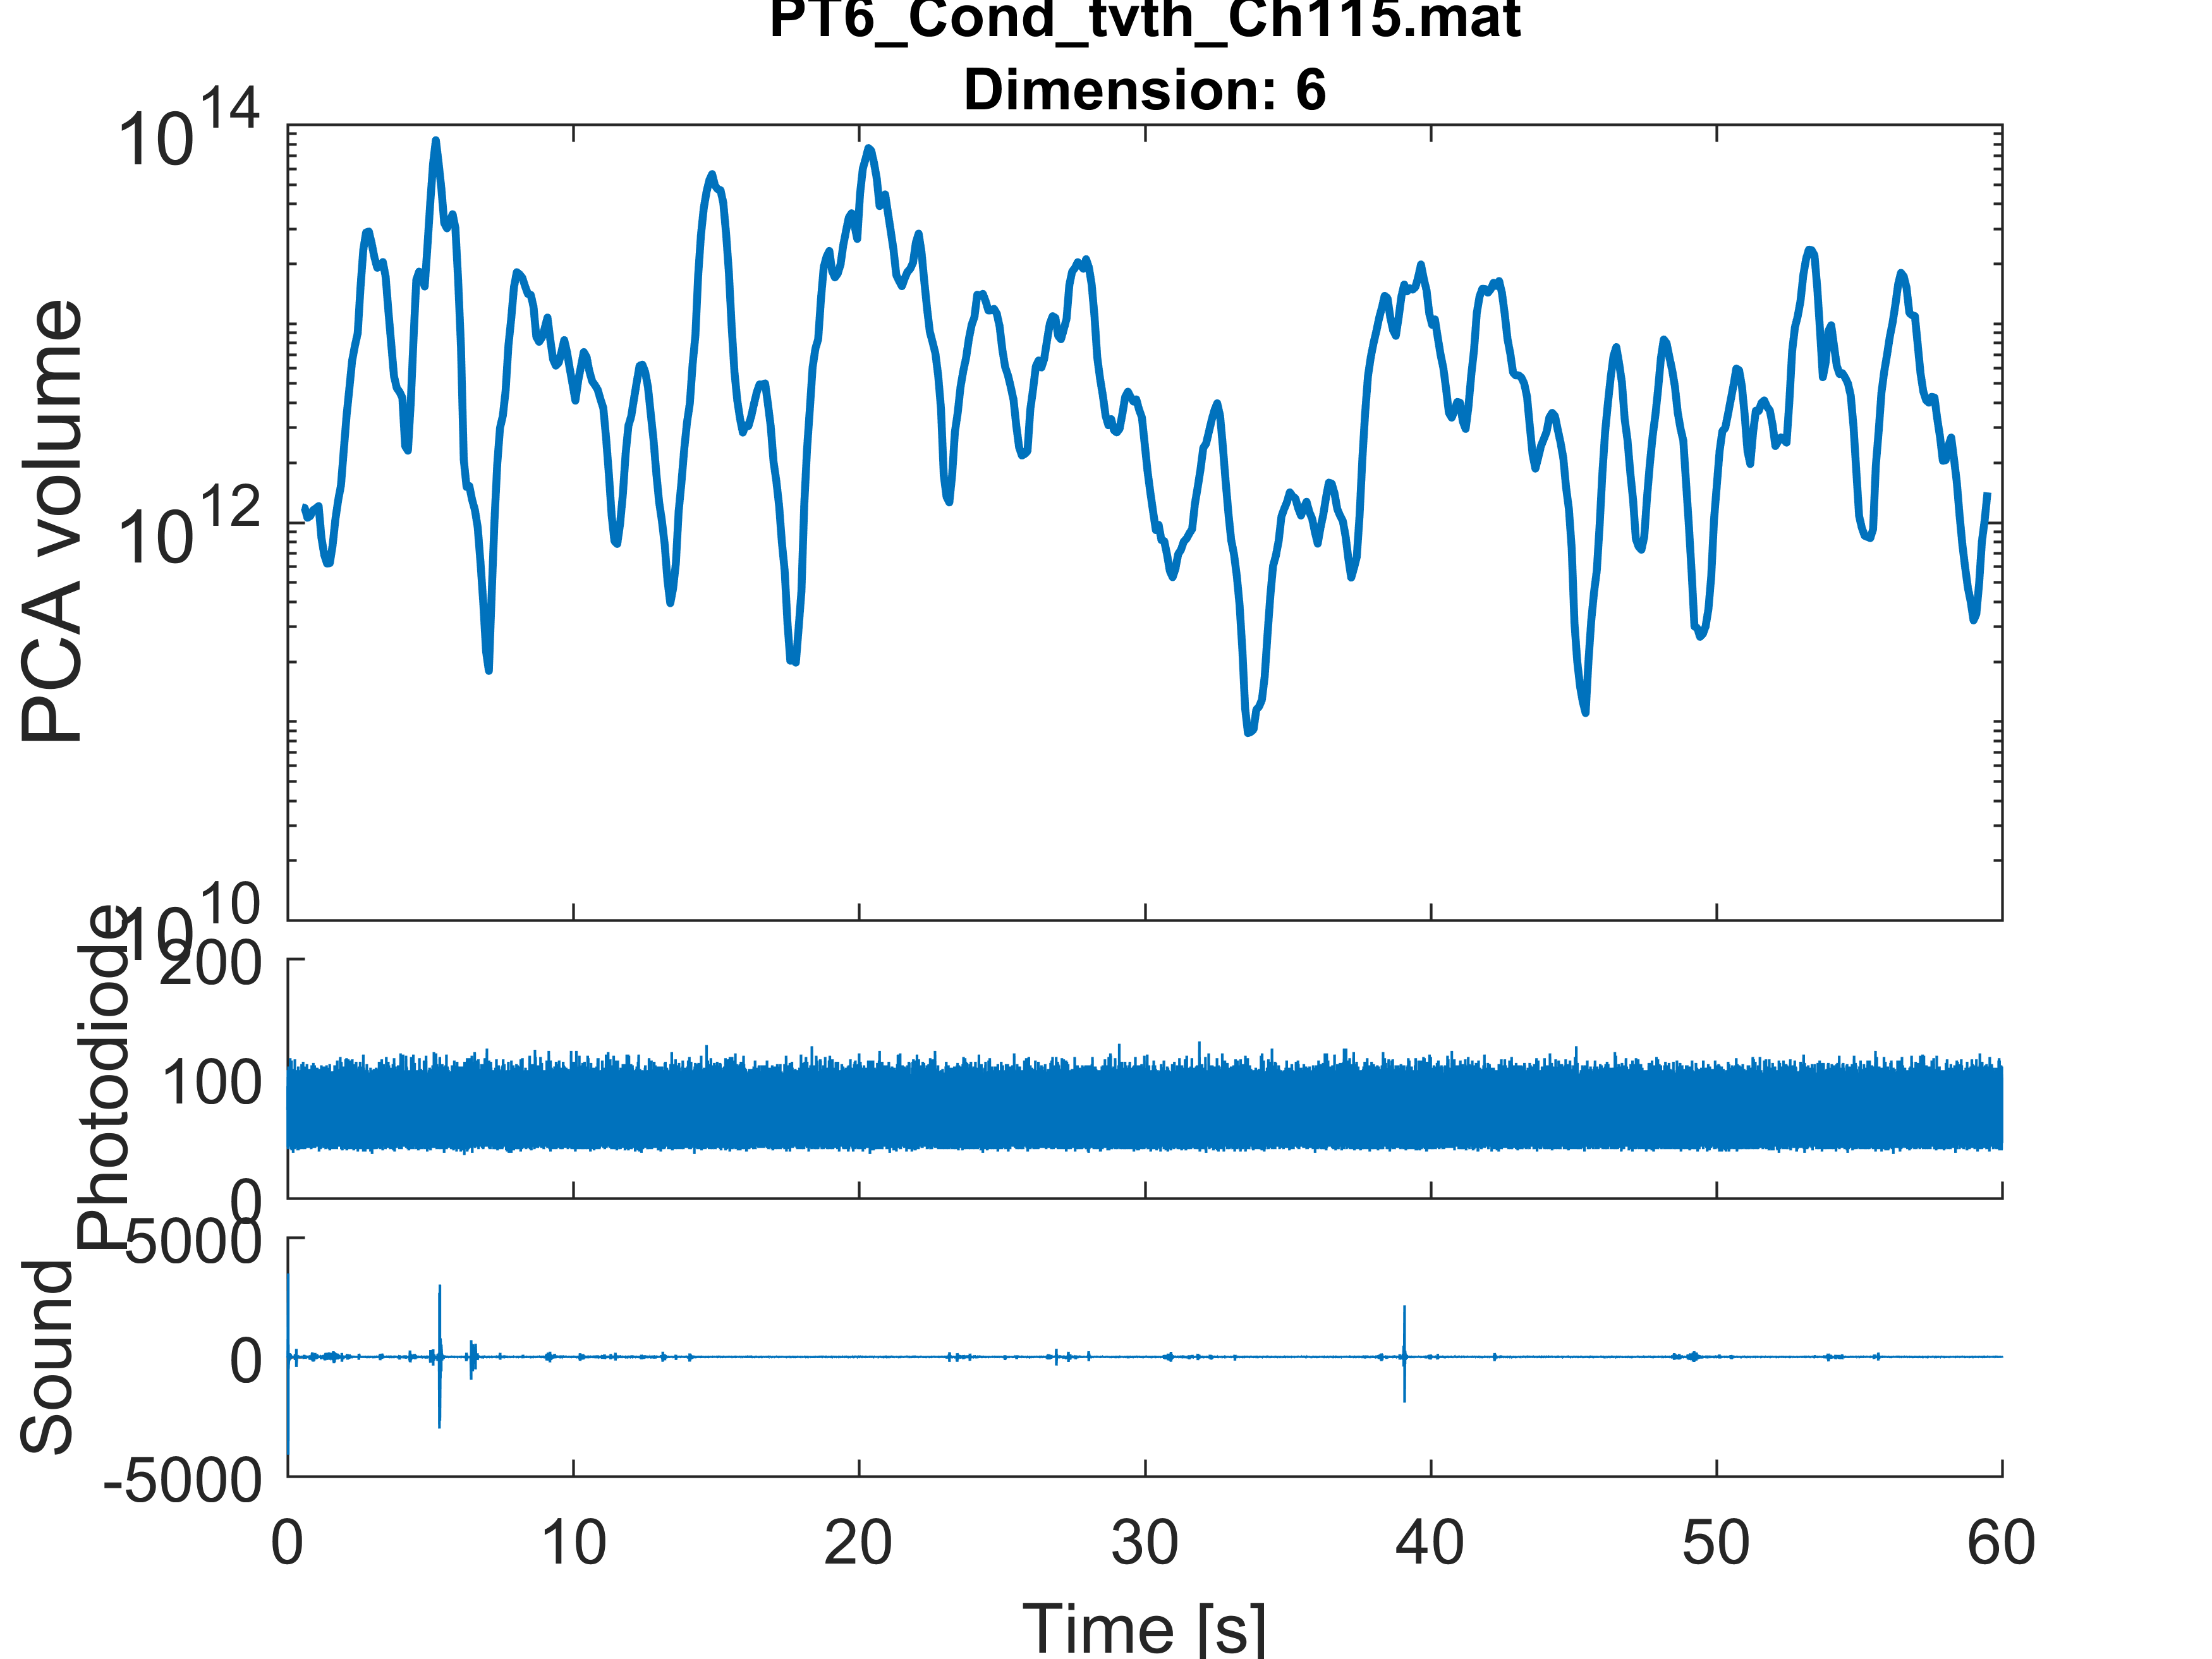 PT6_Cond_tvth_Ch115.mat
Dimension: 6
10^14
10^12
10^10
PCA volume
200
100
0
Photodiode
5000
0
-5000
Sound
0 10 20 30 40 50 60
Time [s]